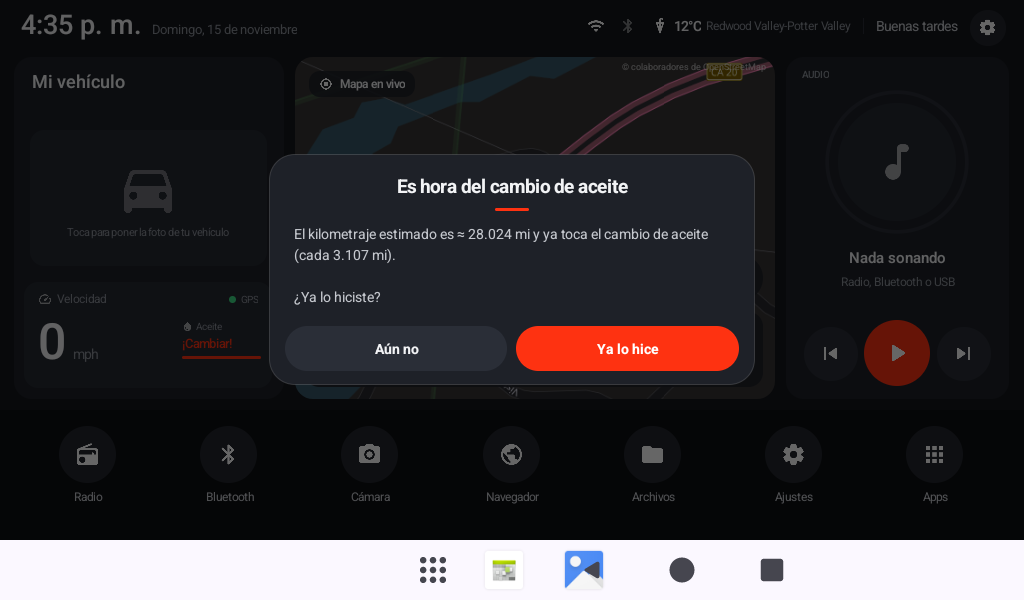 4:35 p. m. Domingo, 15 de noviembre
12°C Redwood Valley-Potter Valley
Buenas tardes
Mi vehículo
Toca para poner la foto de tu vehículo
Velocidad
GPS
0 mph
Aceite
¡Cambiar!
Mapa en vivo
© colaboradores de OpenStreetMap
CA 20
Es hora del cambio de aceite
El kilometraje estimado es ≈ 28.024 mi y ya toca el cambio de aceite
(cada 3.107 mi).
¿Ya lo hiciste?
Aún no
Ya lo hice
AUDIO
Nada sonando
Radio, Bluetooth o USB
Radio
Bluetooth
Cámara
Navegador
Archivos
Ajustes
Apps